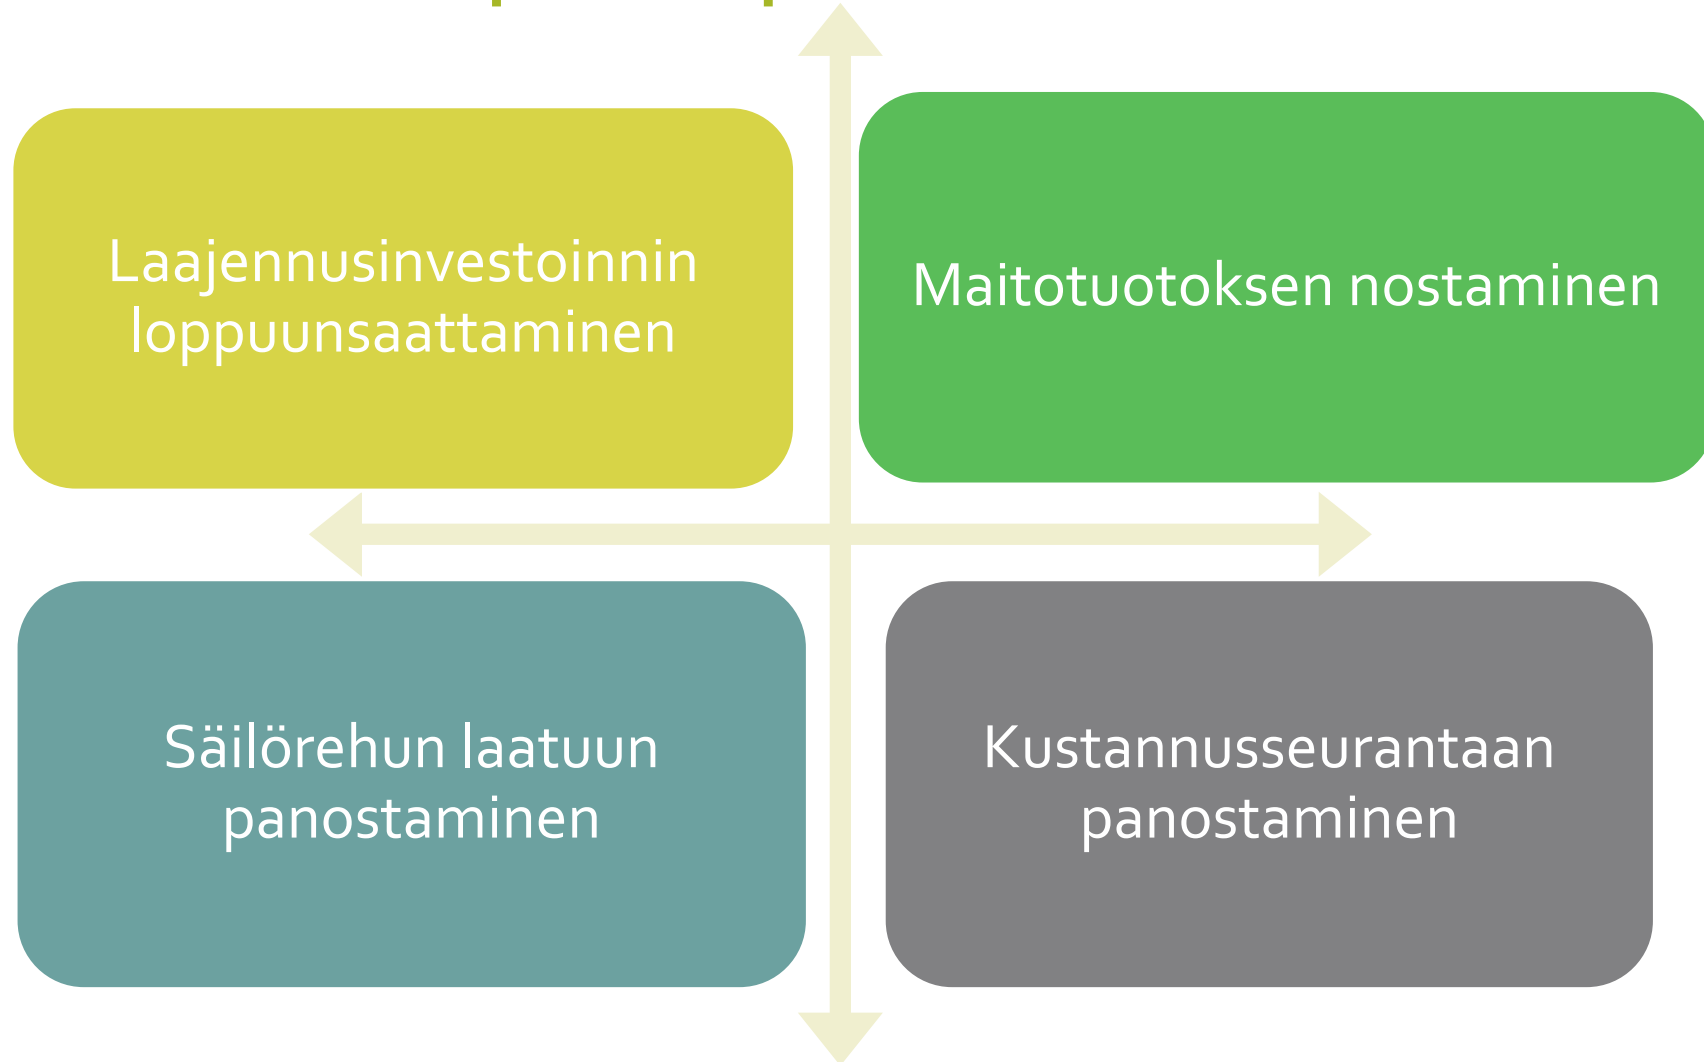 Laajennusinvestoinnin
loppuunsaattaminen
Maitotuotoksen nostaminen
Säilörehun laatuun
panostaminen
Kustannusseurantaan
panostaminen